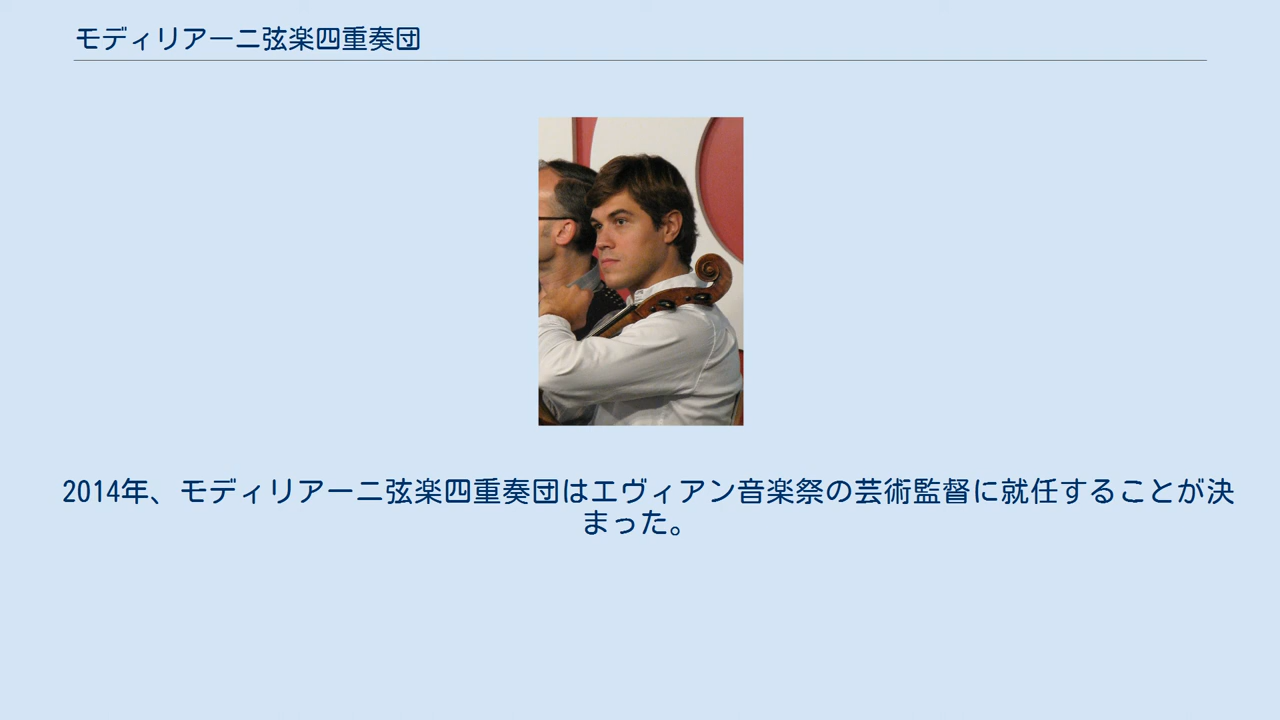 モディリアーニ弦楽四重奏団
2014年、モディリアーニ弦楽四重奏団はエヴィアン音楽祭の芸術監督に就任することが決
まった。